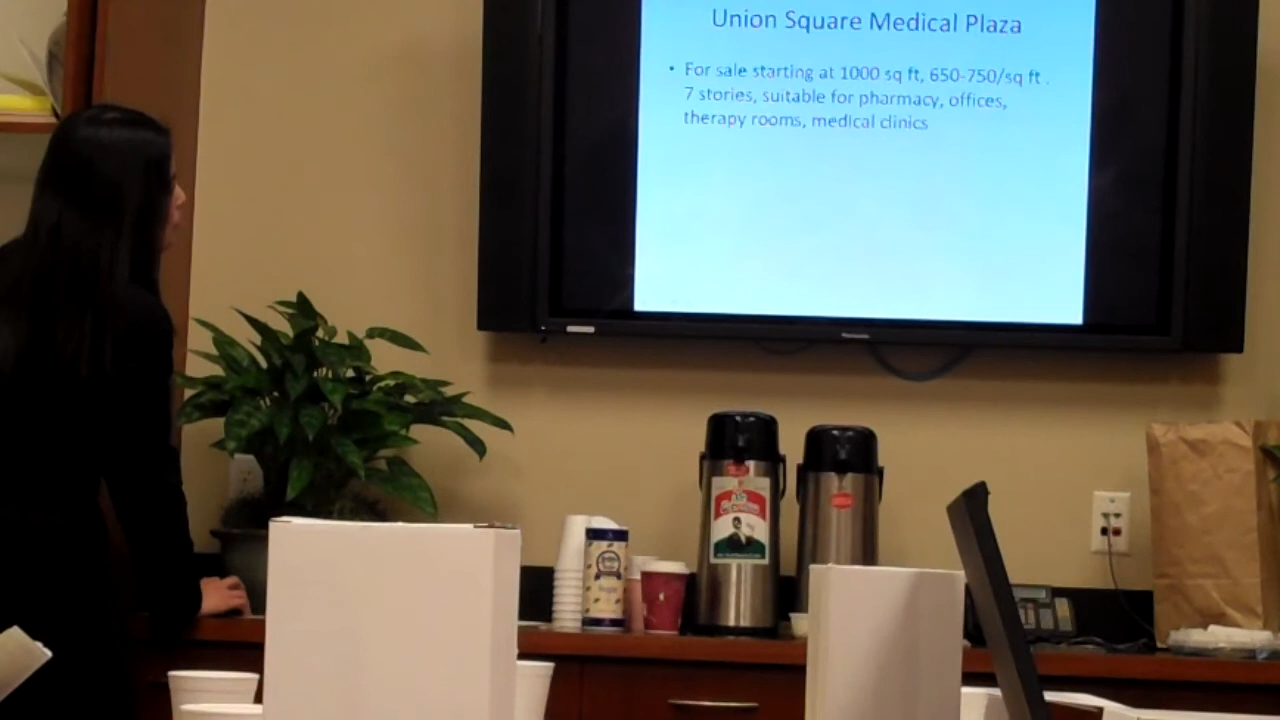 Union Square Medical Plaza
• For sale starting at 1000 sq ft, 650-750/sq ft .
7 stories, suitable for pharmacy, offices,
therapy rooms, medical clinics
Panasonic